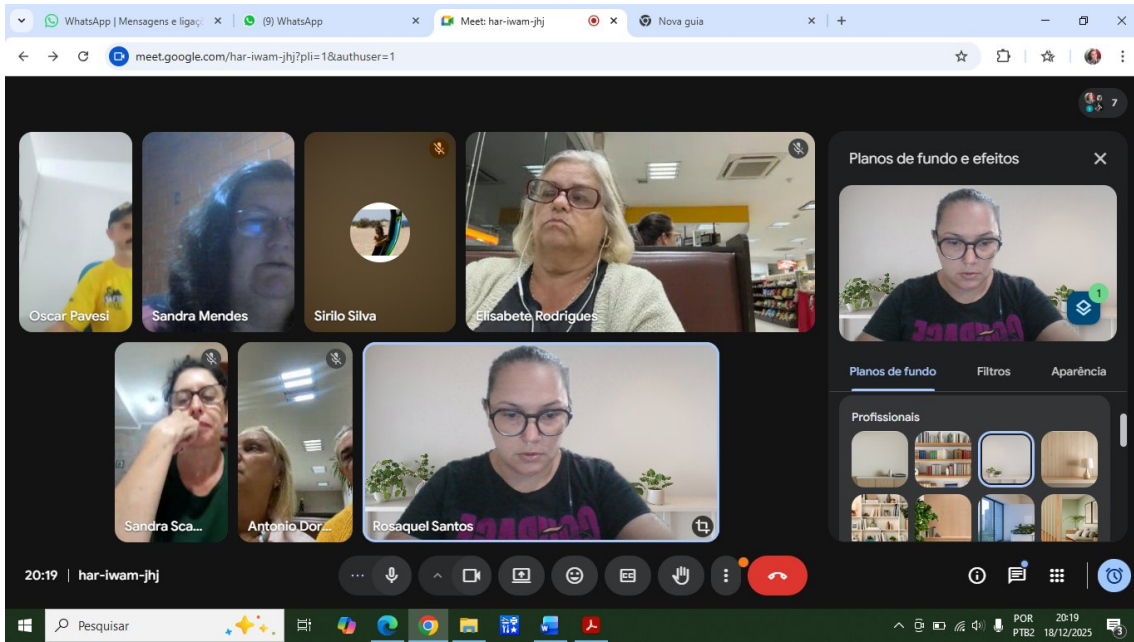 WhatsApp | Mensagens e ligaç
(9) WhatsApp
Meet: har-iwam-jhj
Nova guia
meet.google.com/har-iwam-jhj?pli=1&authuser=1
7
Oscar Pavesi
Sandra Mendes
Sirilo Silva
Elisabete Rodrigues
Sandra Sca...
Antonio Dor...
Rosaquel Santos
Planos de fundo e efeitos
1
Planos de fundo
Filtros
Aparência
Profissionais
20:19 | har-iwam-jhj
Pesquisar
POR
PTB2
20:19
18/12/2025
3